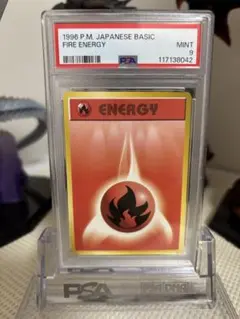 1996 P.M. JAPANESE BASIC
FIRE ENERGY
MINT
9
PSA
117138042
ENERGY
PSA